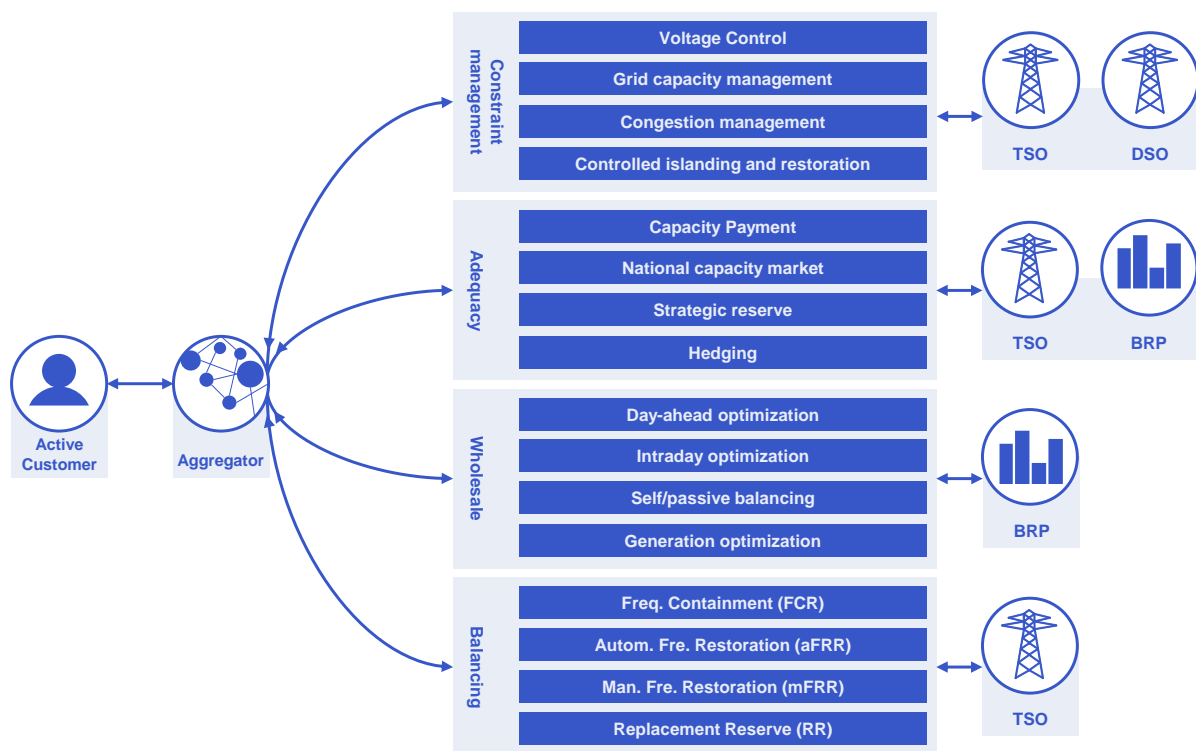 Constraint
management
Voltage Control
Grid capacity management
Congestion management
Controlled islanding and restoration
TSO
DSO
Adequacy
Capacity Payment
National capacity market
Strategic reserve
Hedging
TSO
BRP
Active
Customer
Aggregator
Wholesale
Day-ahead optimization
Intraday optimization
Self/passive balancing
Generation optimization
BRP
Balancing
Freq. Containment (FCR)
Autom. Fre. Restoration (aFRR)
Man. Fre. Restoration (mFRR)
Replacement Reserve (RR)
TSO